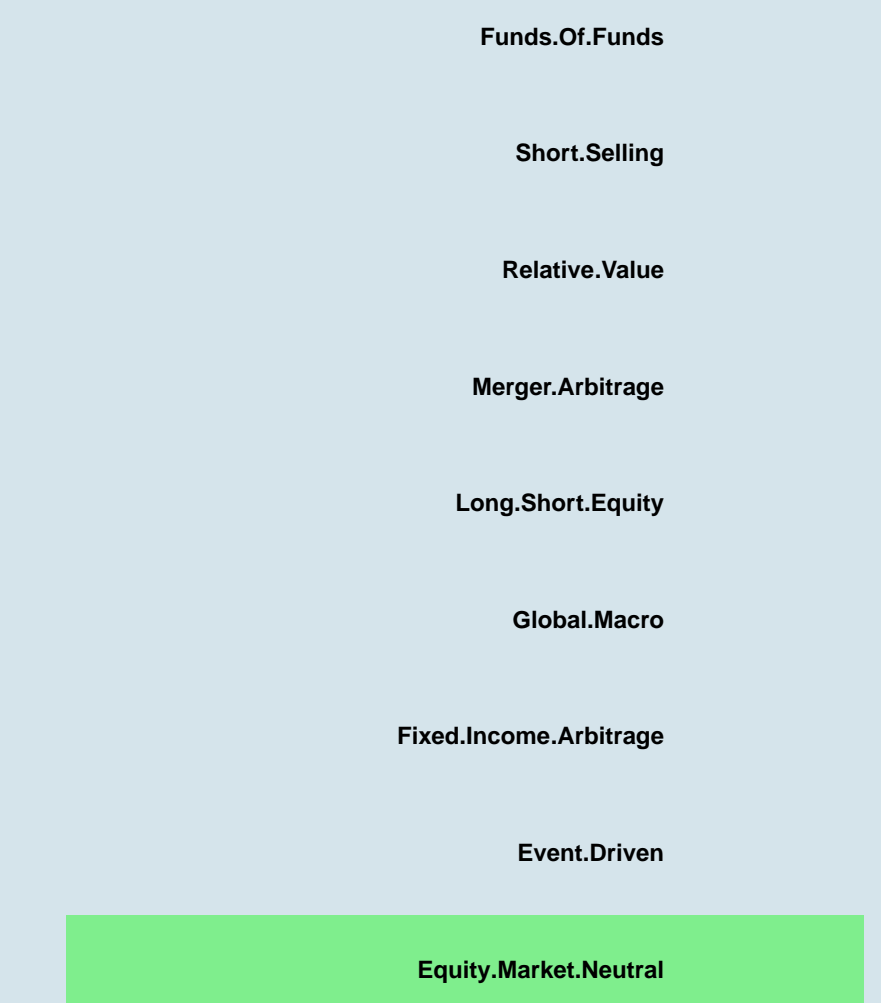 Funds.Of.Funds
Short.Selling
Relative.Value
Merger.Arbitrage
Long.Short.Equity
Global.Macro
Fixed.Income.Arbitrage
Event.Driven
Equity.Market.Neutral